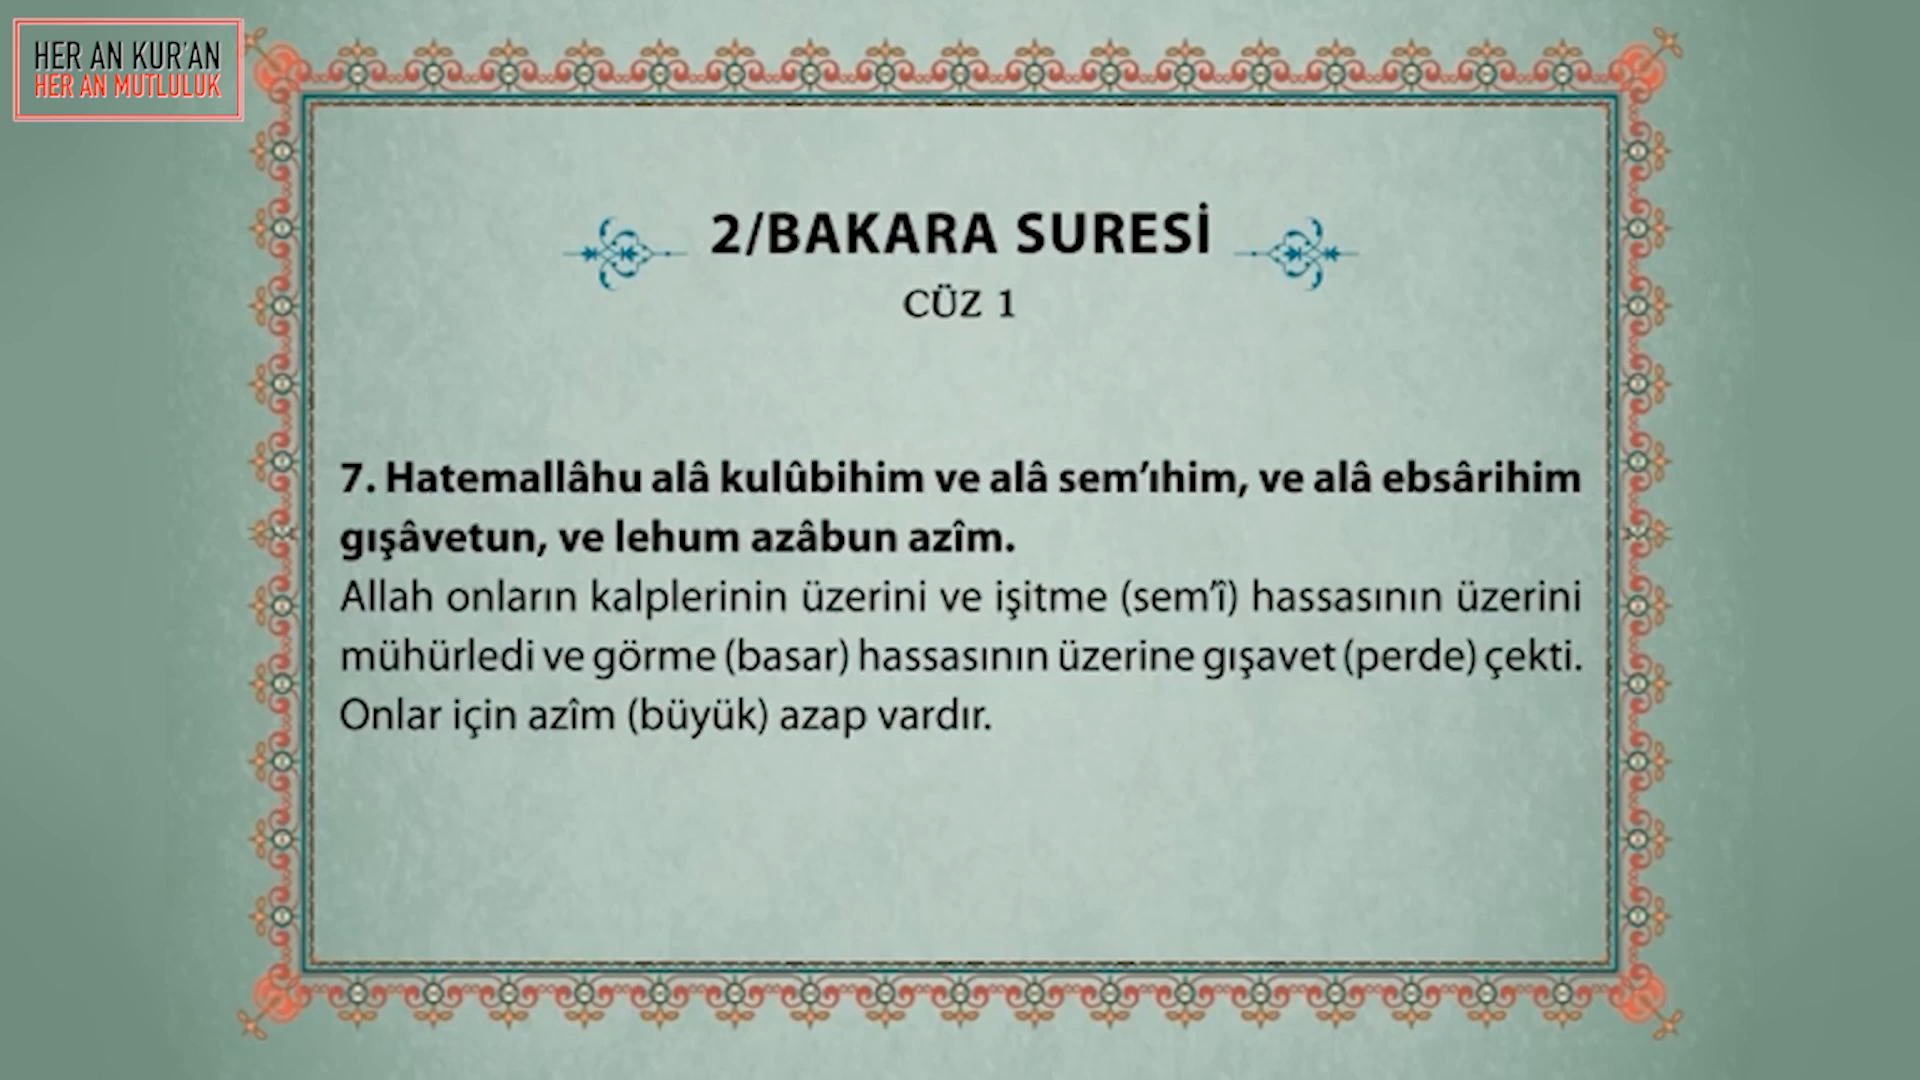 HER AN KUR'AN
HER AN MUTLULUK
2/BAKARA SURESİ
CÜZ 1
7. Hatemallâhu alâ kulûbihim ve alâ sem’ıhim, ve alâ ebsârihim
gışâvetun, ve lehum azâbun azîm.
Allah onların kalplerinin üzerini ve işitme (sem’î) hassasının üzerini
mühürledi ve görme (basar) hassasının üzerine gışavet (perde) çekti.
Onlar için azîm (büyük) azap vardır.